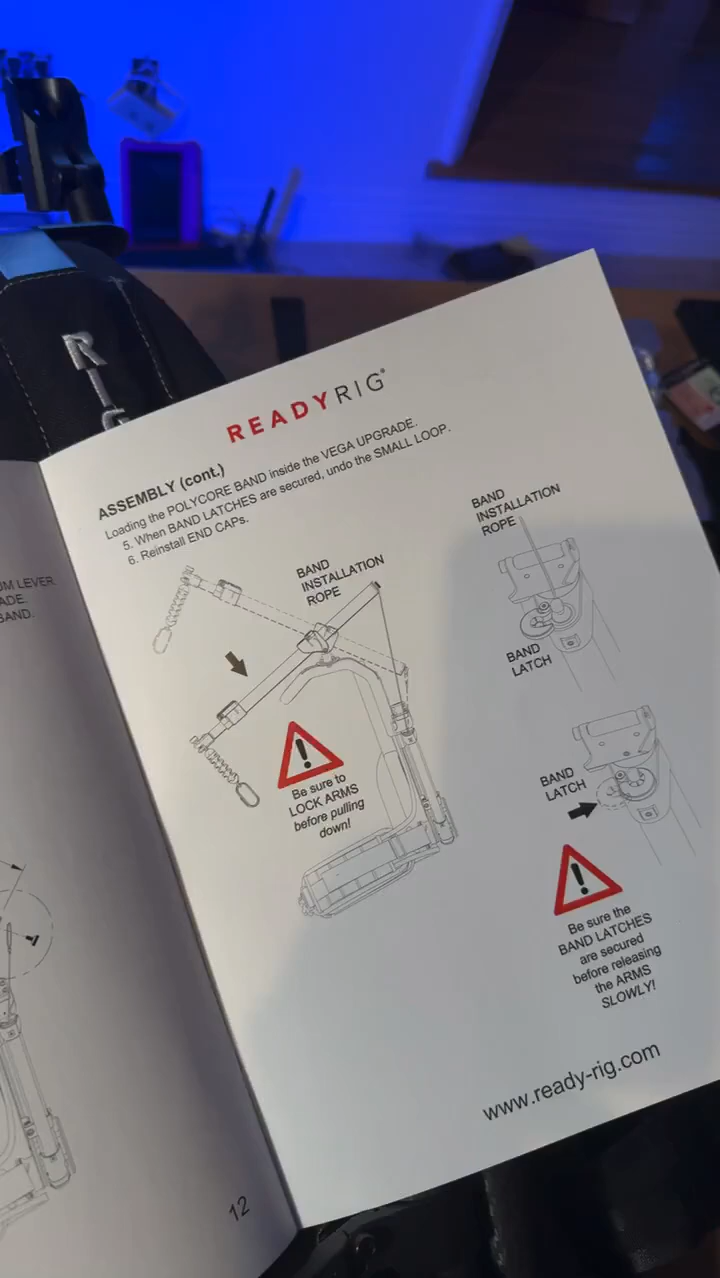 RIG
READYRIG®
ASSEMBLY (cont.)
Loading the POLYCORE BAND inside the VEGA UPGRADE.
5. When BAND LATCHES are secured, undo the SMALL LOOP.
6. Reinstall END CAPs.
BAND
INSTALLATION
ROPE
Be sure to
LOCK ARMS
before pulling
down!
BAND
INSTALLATION
ROPE
BAND
LATCH
BAND
LATCH
Be sure the
BAND LATCHES
are secured
before releasing
the ARMS
SLOWLY!
www.ready-rig.com
LEVER
BAND.
12